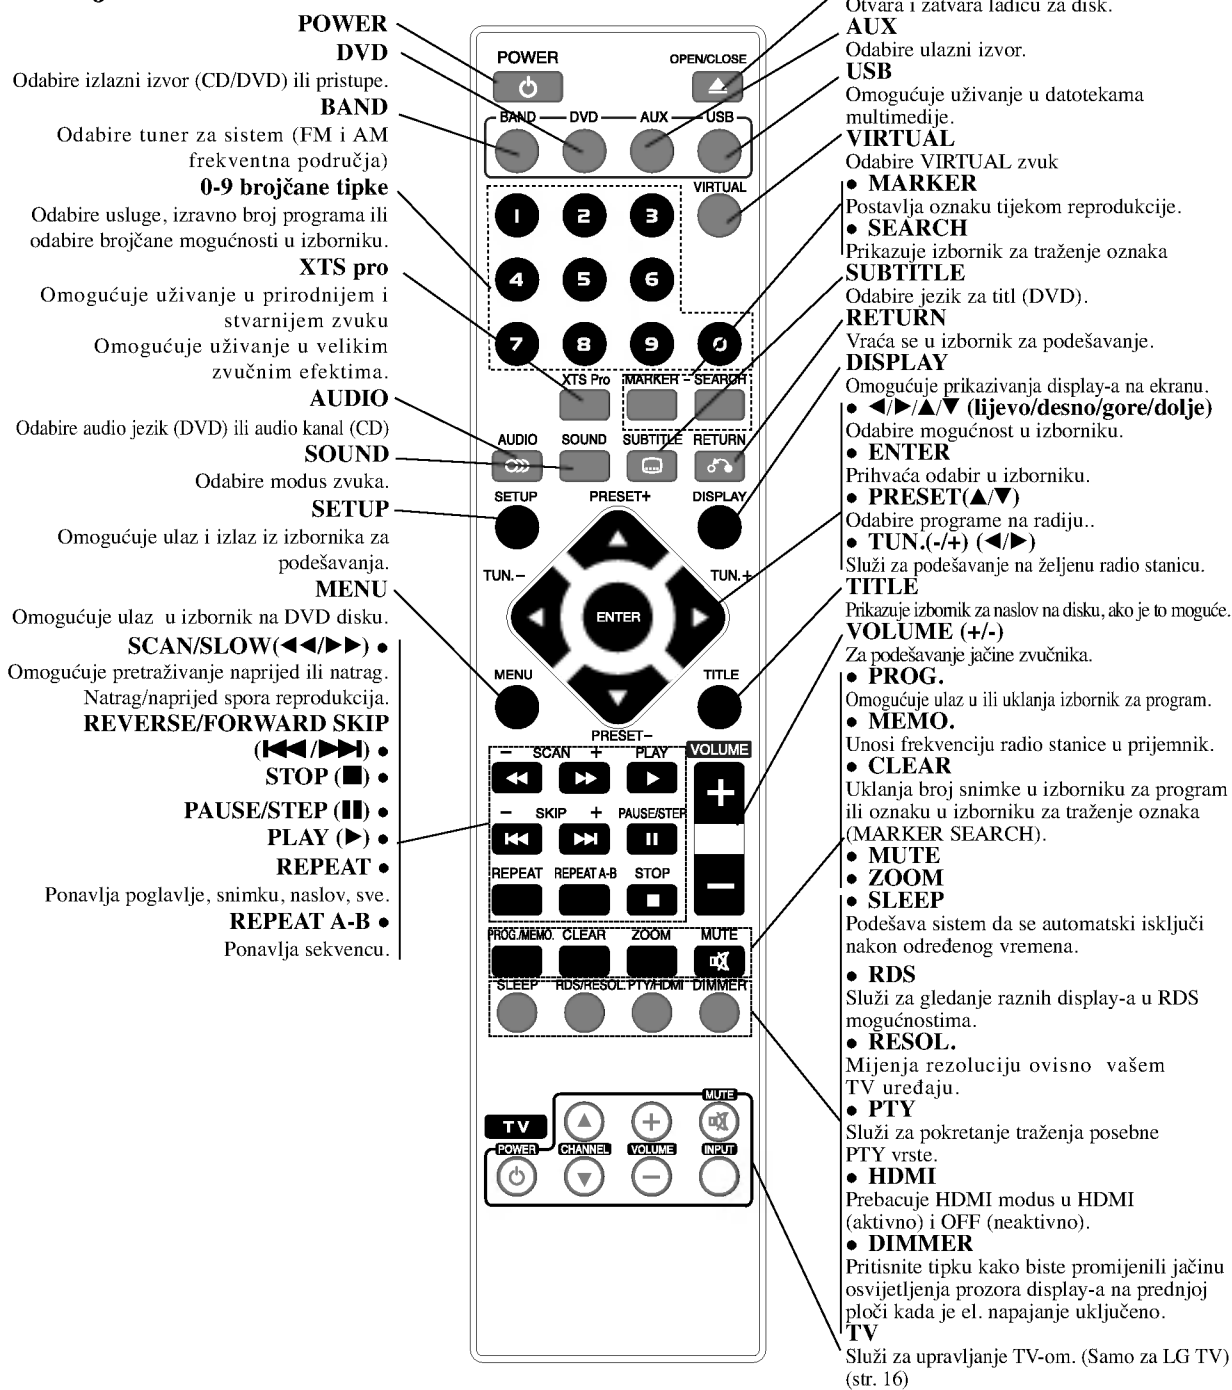 POWER
DVD
Odabire izlazni izvor (CD/DVD) ili pristupe.
BAND
Odabire tuner za sistem (FM i AM
frekventna područja)
0-9 brojčane tipke
Odabire usluge, izravno broj programa ili
odabire brojčane mogućnosti u izborniku.
XTS pro
Omogućuje uživanje u prirodnijem i
stvarnijem zvuku
Omogućuje uživanje u velikim
zvučnim efektima.
AUDIO
Odabire audio jezik (DVD) ili audio kanal (CD)
SOUND
Odabire modus zvuka.
SETUP
Omogućuje ulaz i izlaz iz izbornika za
podešavanja.
MENU
Omogućuje ulaz u izbornik na DVD disku.
SCAN/SLOW(◄◄/►►) •
Omogućuje pretraživanje naprijed ili natrag.
Natrag/naprijed spora reprodukcija.
REVERSE/FORWARD SKIP
(I◄◄/►►I) •
STOP (■) •
PAUSE/STEP (❚❚) •
PLAY (►) •
REPEAT •
Ponavlja poglavlje, snimku, naslov, sve.
REPEAT A-B •
Ponavlja sekvencu.
POWER
OPEN/CLOSE
BAND DVD AUX USB
VIRTUAL
1 2 3
4 5 6
7 8 9 0
XTS Pro MARKER - SEARCH
AUDIO SOUND SUBTITLE RETURN
SETUP PRESET+ DISPLAY
TUN.- TUN.+
ENTER
MENU TITLE
PRESET-
- SCAN + PLAY VOLUME
+
- SKIP + PAUSE/STEP
REPEAT REPEAT A-B STOP
−
PROG./MEMO. CLEAR ZOOM MUTE
SLEEP RDS/RESOL. PTY/HDMI DIMMER
MUTE
TV
+
POWER CHANNEL VOLUME INPUT
−
Otvara i zatvara ladicu za disk.
AUX
Odabire ulazni izvor.
USB
Omogućuje uživanje u datotekama
multimedije.
VIRTUAL
Odabire VIRTUAL zvuk
• MARKER
Postavlja oznaku tijekom reprodukcije.
• SEARCH
Prikazuje izbornik za traženje oznaka
SUBTITLE
Odabire jezik za titl (DVD).
RETURN
Vraća se u izbornik za podešavanje.
DISPLAY
Omogućuje prikazivanja display-a na ekranu.
• ◄/►/▲/▼ (lijevo/desno/gore/dolje)
Odabire mogućnost u izborniku.
• ENTER
Prihvaća odabir u izborniku.
• PRESET(▲/▼)
Odabire programe na radiju..
• TUN.(-/+) (◄/►)
Služi za podešavanje na željenu radio stanicu.
TITLE
Prikazuje izbornik za naslov na disku, ako je to moguće.
VOLUME (+/-)
Za podešavanje jačine zvučnika.
• PROG.
Omogućuje ulaz u ili uklanja izbornik za program.
• MEMO.
Unosi frekvenciju radio stanice u prijemnik.
• CLEAR
Uklanja broj snimke u izborniku za program
ili oznaku u izborniku za traženje oznaka
(MARKER SEARCH).
• MUTE
• ZOOM
• SLEEP
Podešava sistem da se automatski isključi
nakon određenog vremena.
• RDS
Služi za gledanje raznih display-a u RDS
mogućnostima.
• RESOL.
Mijenja rezoluciju ovisno vašem
TV uređaju.
• PTY
Služi za pokretanje traženja posebne
PTY vrste.
• HDMI
Prebacuje HDMI modus u HDMI
(aktivno) i OFF (neaktivno).
• DIMMER
Pritisnite tipku kako biste promijenili jačinu
osvijetljenja prozora display-a na prednjoj
ploči kada je el. napajanje uključeno.
TV
Služi za upravljanje TV-om. (Samo za LG TV)
(str. 16)